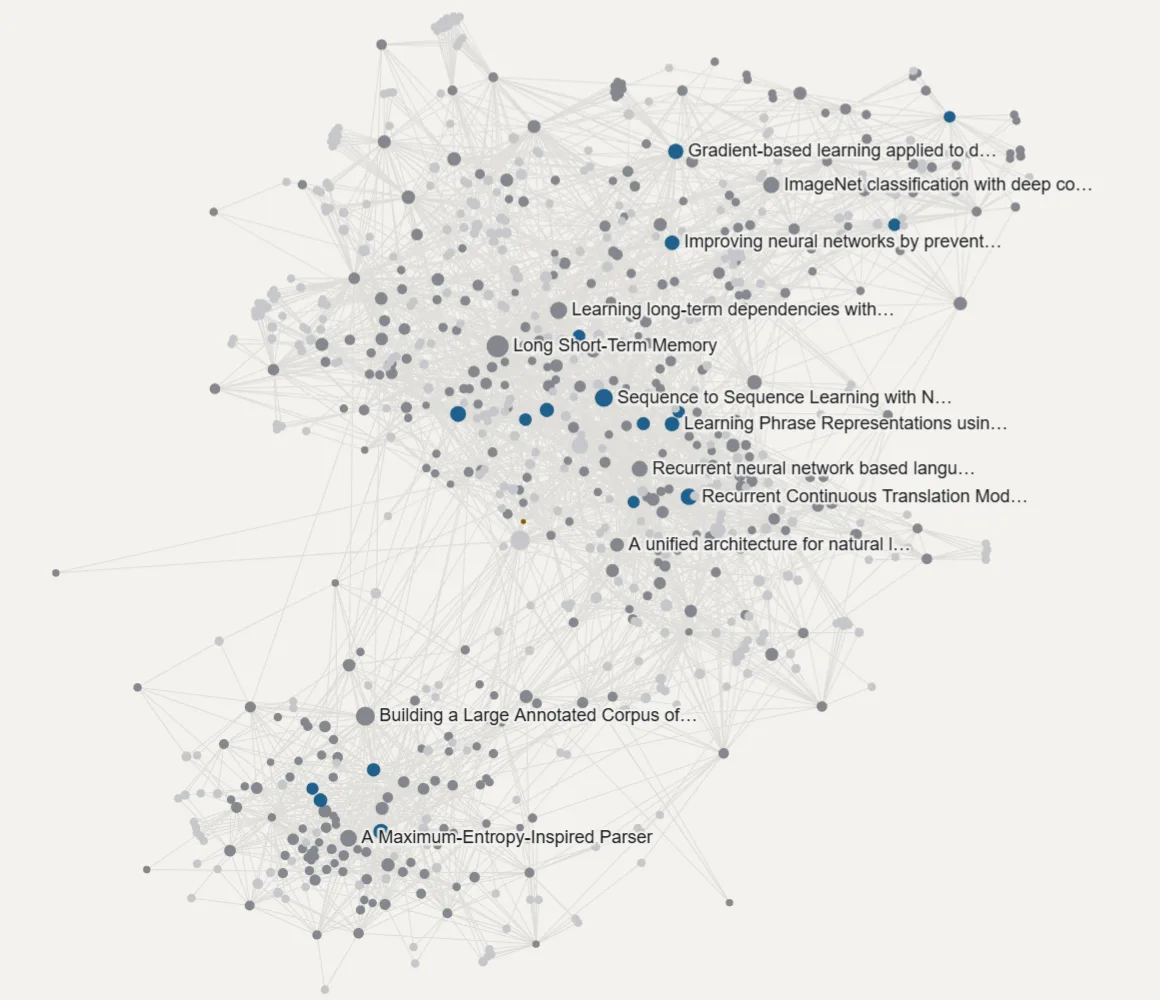 Gradient-based learning applied to d…
ImageNet classification with deep co…
Improving neural networks by prevent…
Learning long-term dependencies with…
Long Short-Term Memory
Sequence to Sequence Learning with N…
Learning Phrase Representations usin…
Recurrent neural network based langu…
Recurrent Continuous Translation Mod…
A unified architecture for natural l…
Building a Large Annotated Corpus of…
A Maximum-Entropy-Inspired Parser